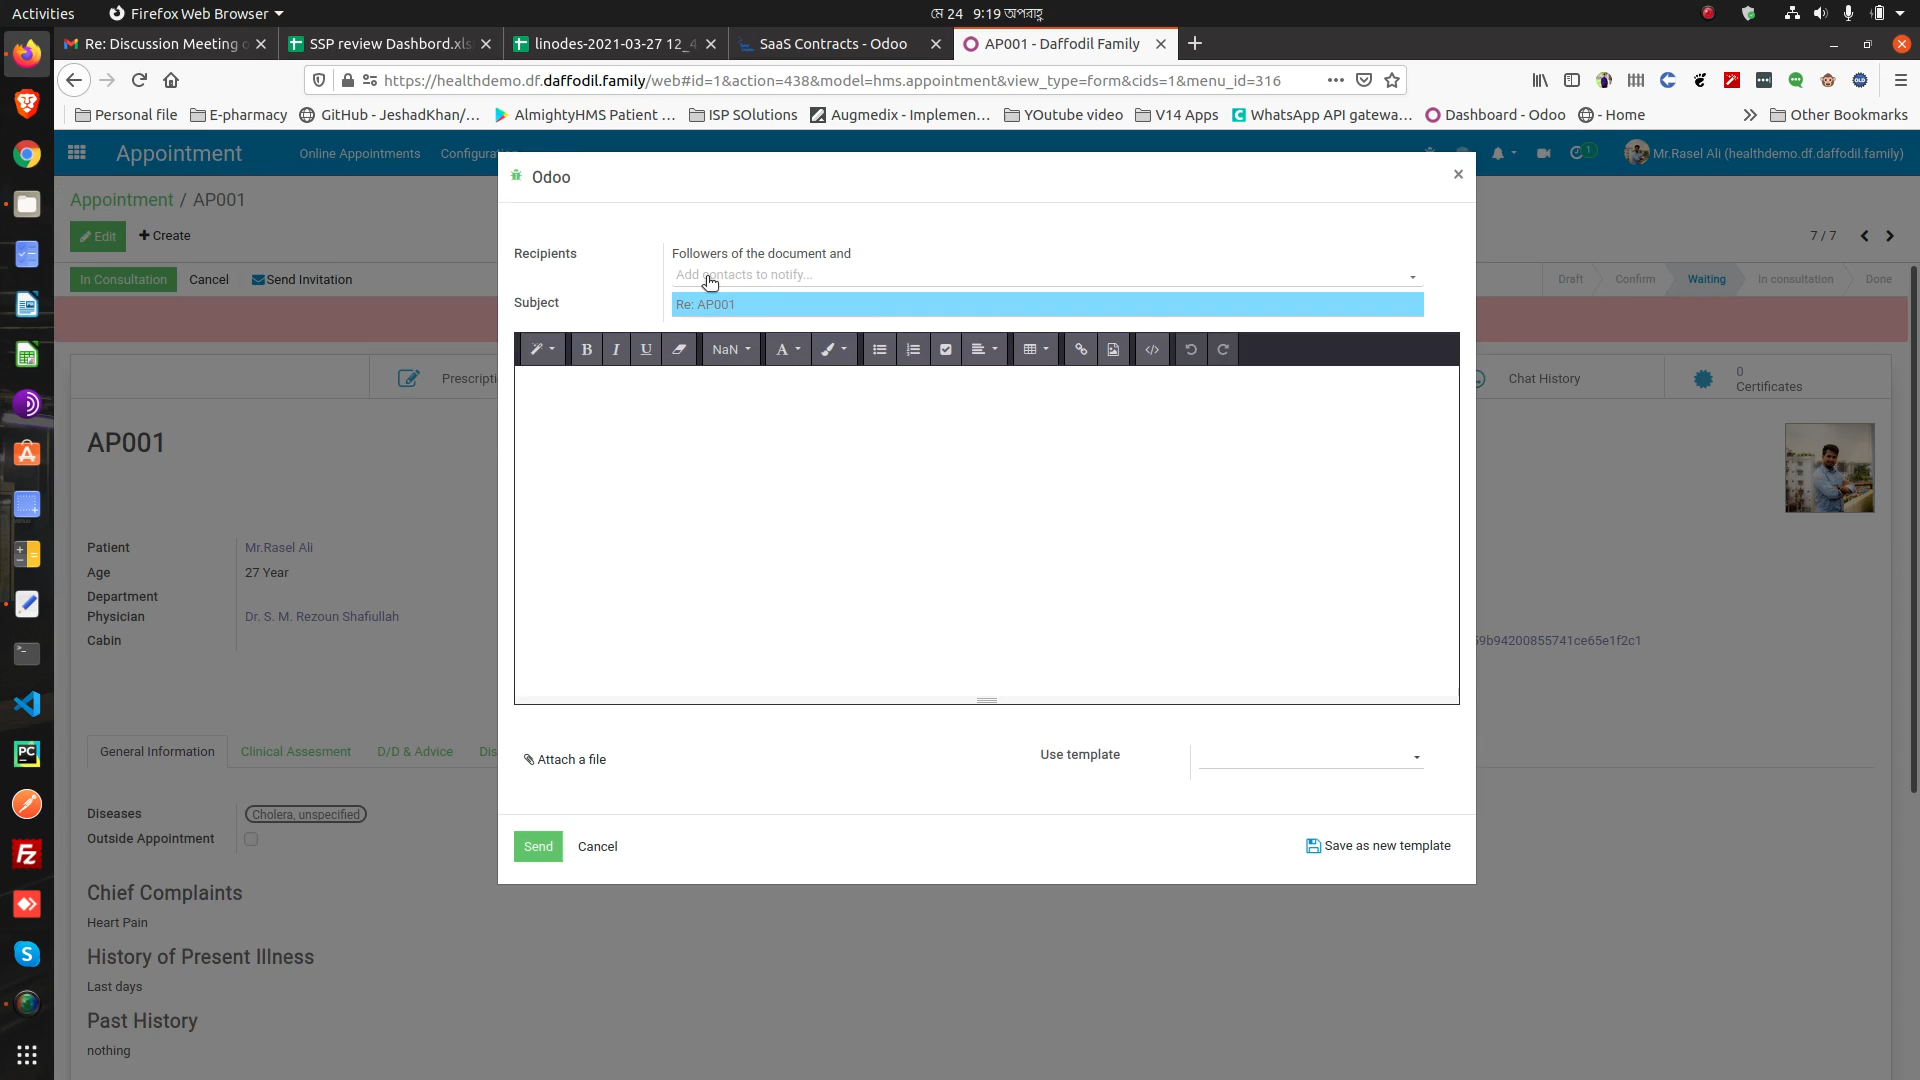 Activities Firefox Web Browser মে 24 9:19 অপরাহ্ণ
Re: Discussion Meeting o SSP review Dashbord.xls linodes-2021-03-27 12_4 SaaS Contracts - Odoo AP001 - Daffodil Family
https://healthdemo.df.daffodil.family/web#id=1&action=438&model=hms.appointment&view_type=form&cids=1&menu_id=316
Personal file E-pharmacy GitHub - JeshadKhan/... AlmightyHMS Patient ... ISP SOlutions Augmedix - Implemen... YOutube video V14 Apps WhatsApp API gatewa... Dashboard - Odoo - Home Other Bookmarks
Appointment Online Appointments 1 Mr.Rasel Ali (healthdemo.df.daffodil.family)
Odoo
Appointment / AP001
Edit Create 7 / 7
In Consultation Cancel Send Invitation Draft Confirm Waiting In consultation Done
Recipients Followers of the document and
Add contacts to notify...
Subject Re: AP001
B I U NaN A
Prescripti Chat History 0
Certificates
AP001
Patient Mr.Rasel Ali
Age 27 Year
Department
Physician Dr. S. M. Rezoun Shafiullah
Cabin 59b94200855741ce65e1f2c1
General Information Clinical Assesment D/D & Advice Dis
Attach a file Use template
Diseases Cholera, unspecified
Outside Appointment
Send Cancel Save as new template
Chief Complaints
Heart Pain
History of Present Illness
Last days
Past History
nothing